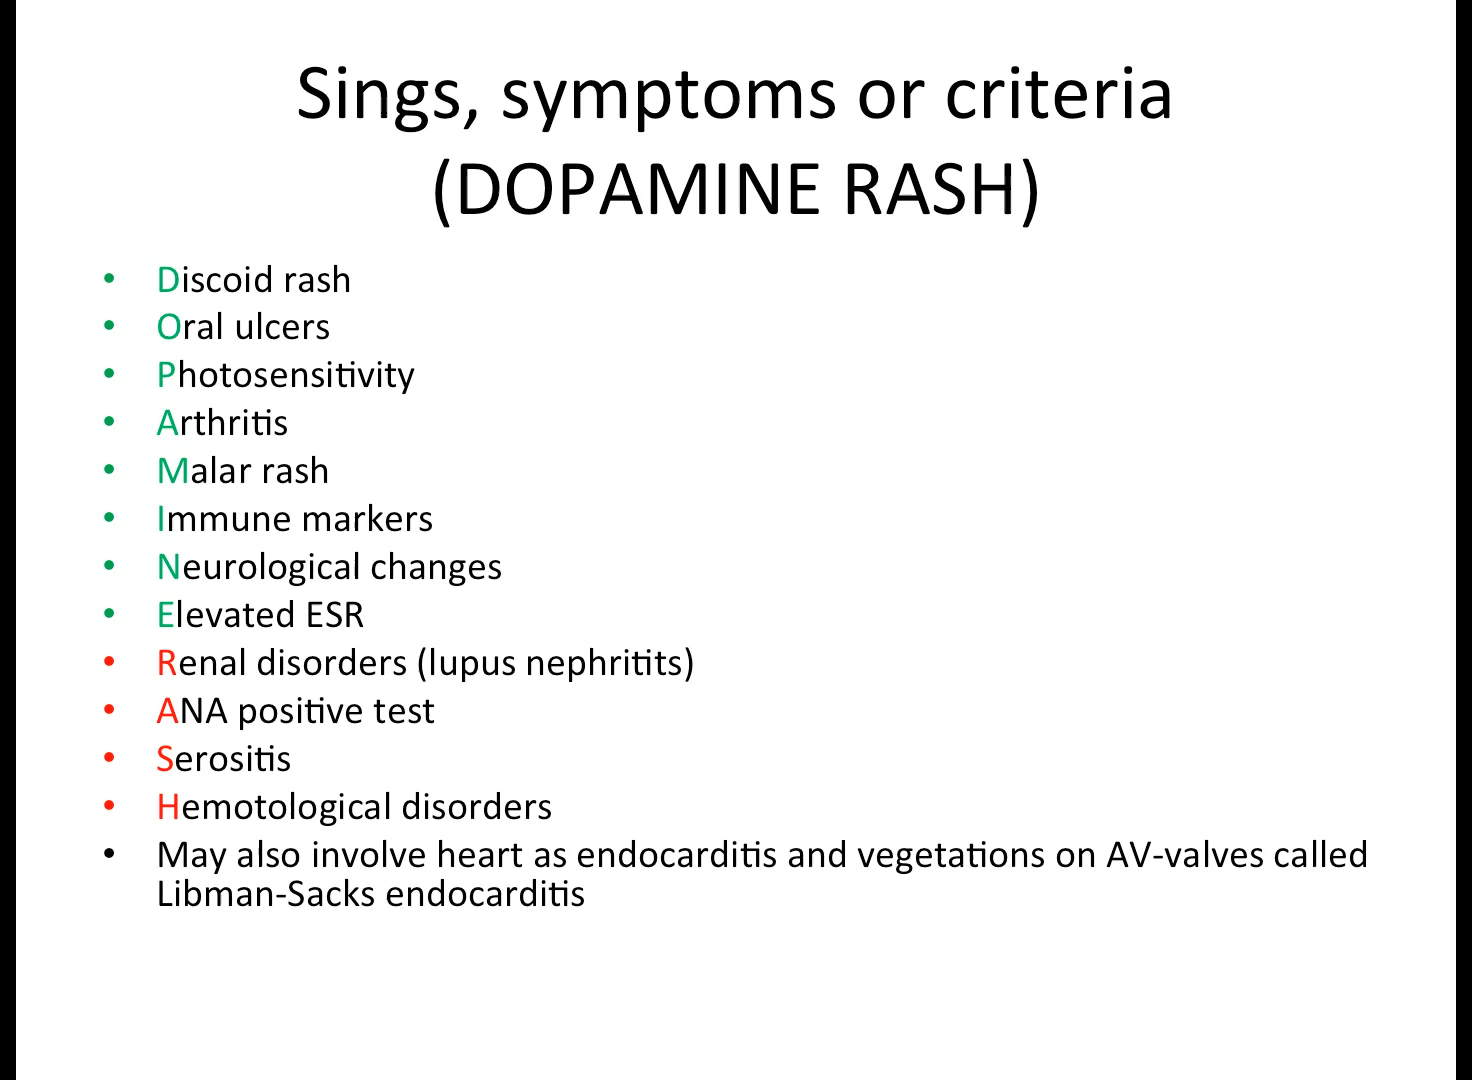 Sings, symptoms or criteria
(DOPAMINE RASH)
• Discoid rash
• Oral ulcers
• Photosensitivity
• Arthritis
• Malar rash
• Immune markers
• Neurological changes
• Elevated ESR
• Renal disorders (lupus nephritits)
• ANA positive test
• Serositis
• Hemotological disorders
• May also involve heart as endocarditis and vegetations on AV-valves called
Libman-Sacks endocarditis